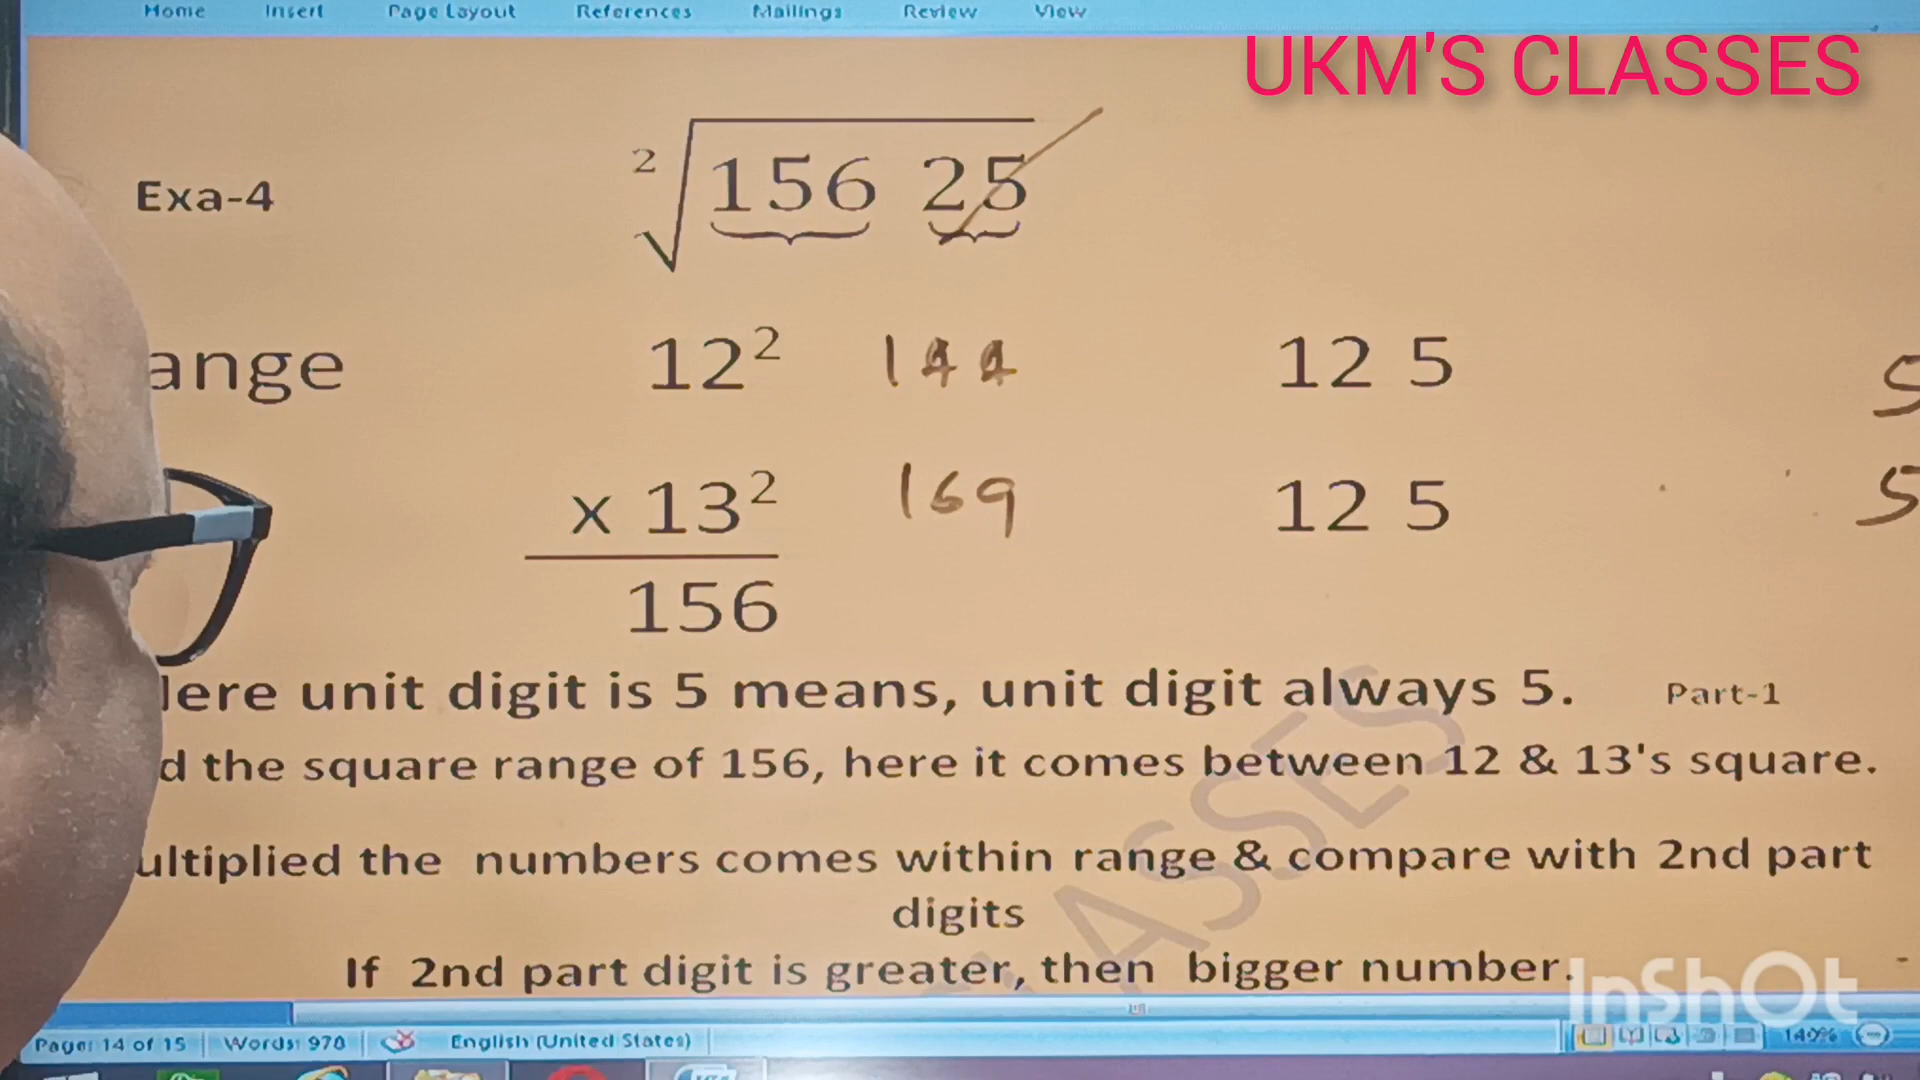 Home Insert Page Layout References Mailings Review View
UKM'S CLASSES
Exa-4 2√156 25
ange 12² 144 12 5 5
x 13² 169 12 5 5
156
lere unit digit is 5 means, unit digit always 5. Part-1
d the square range of 156, here it comes between 12 & 13's square.
ultiplied the numbers comes within range & compare with 2nd part
digits
If 2nd part digit is greater, then bigger number.
ASSES
InShOt
Page: 14 of 15 Words: 970 English (United States) 140%